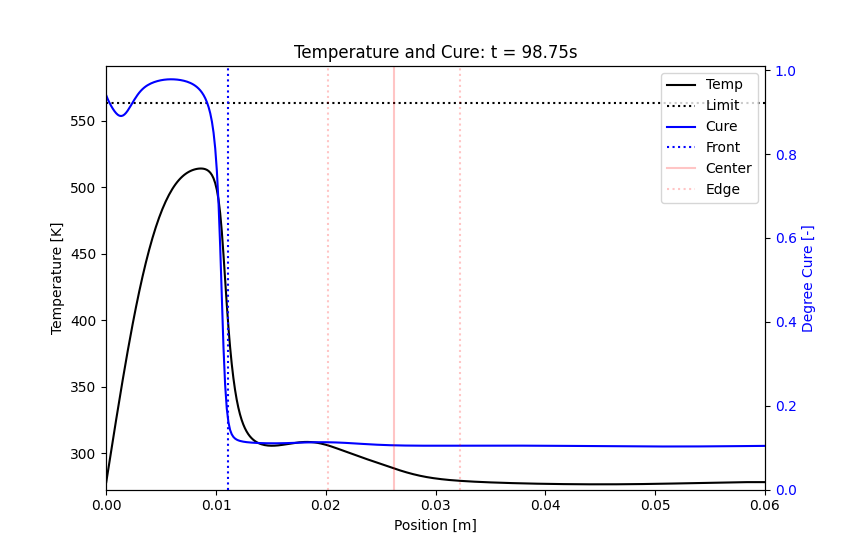 Temperature and Cure: t = 98.75s
Temperature [K]
550
500
450
400
350
300
Temp
Limit
Cure
Front
Center
Edge
1.0
0.8
0.6
0.4
0.2
0.0
Degree Cure [-]
0.00 0.01 0.02 0.03 0.04 0.05 0.06
Position [m]